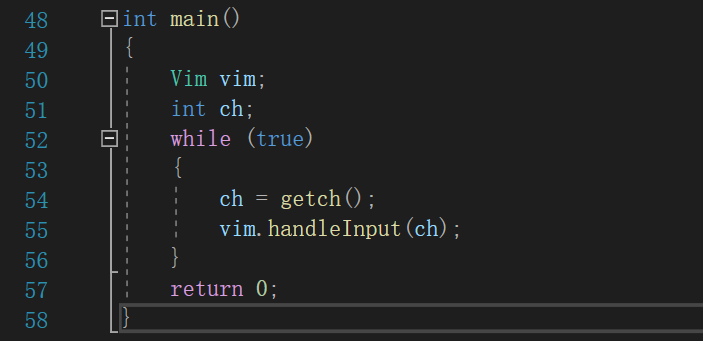 48 int main()
49 {
50     Vim vim;
51     int ch;
52     while (true)
53     {
54         ch = getch();
55         vim.handleInput(ch);
56     }
57     return 0;
58 }